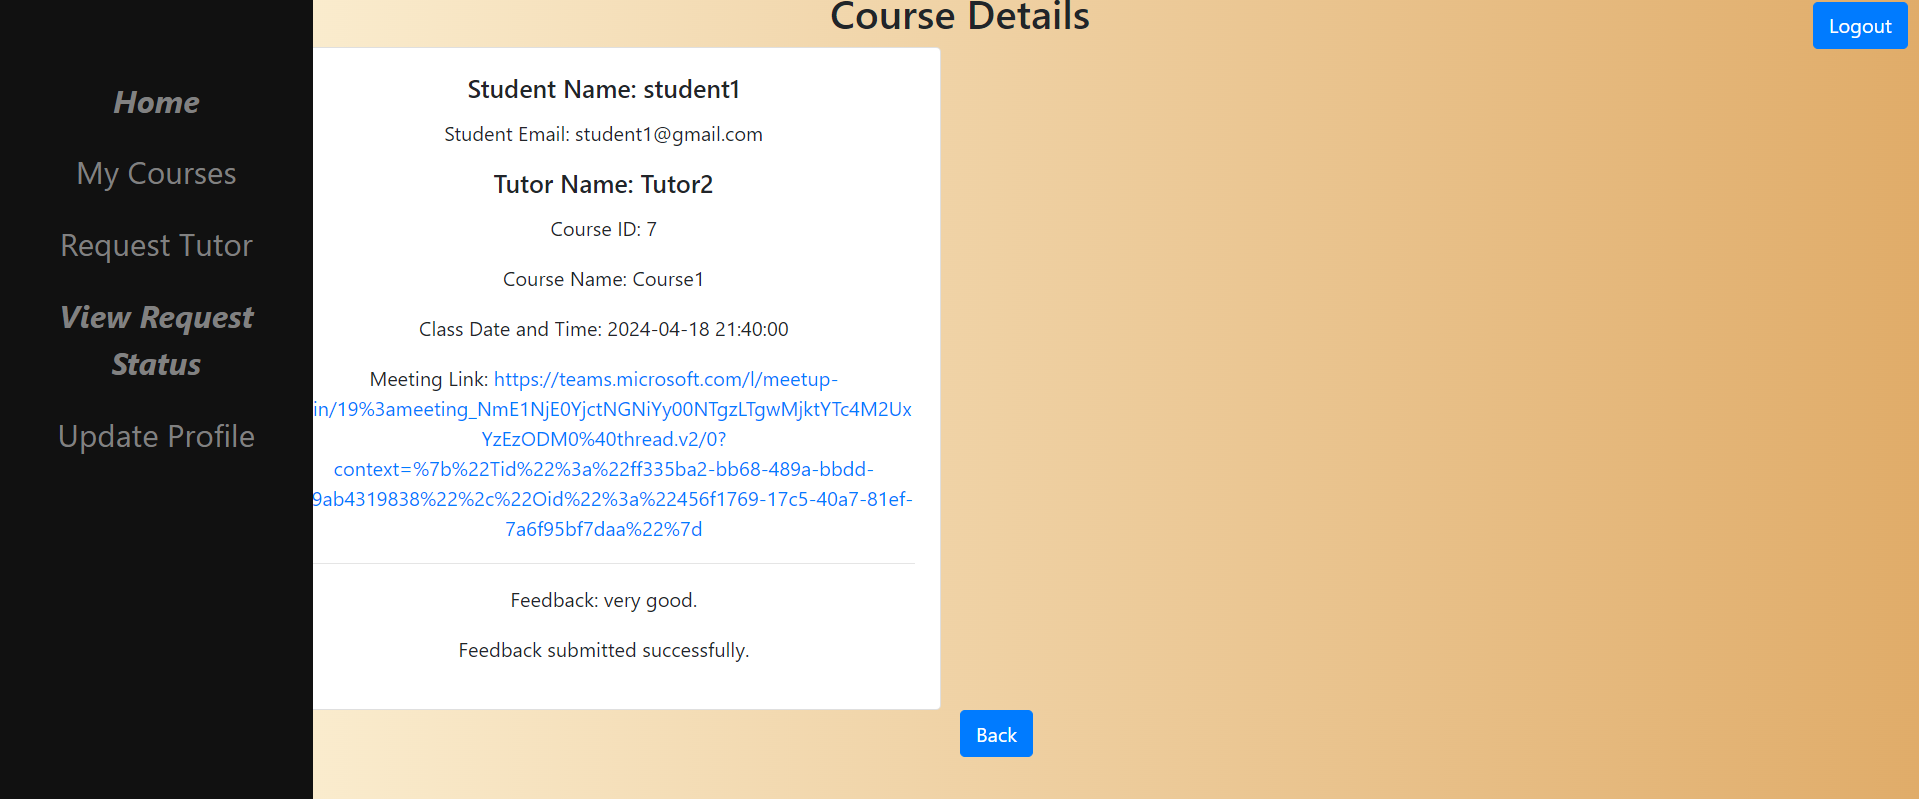 Course Details
Logout
Home
My Courses
Request Tutor
View Request
Status
Update Profile
Student Name: student1
Student Email: student1@gmail.com
Tutor Name: Tutor2
Course ID: 7
Course Name: Course1
Class Date and Time: 2024-04-18 21:40:00
Meeting Link: https://teams.microsoft.com/l/meetup-
in/19%3ameeting_NmE1NjE0YjctNGNiYy00NTgzLTgwMjktYTc4M2Ux
YzEzODM0%40thread.v2/0?
context=%7b%22Tid%22%3a%22ff335ba2-bb68-489a-bbdd-
9ab4319838%22%2c%22Oid%22%3a%22456f1769-17c5-40a7-81ef-
7a6f95bf7daa%22%7d
Feedback: very good.
Feedback submitted successfully.
Back